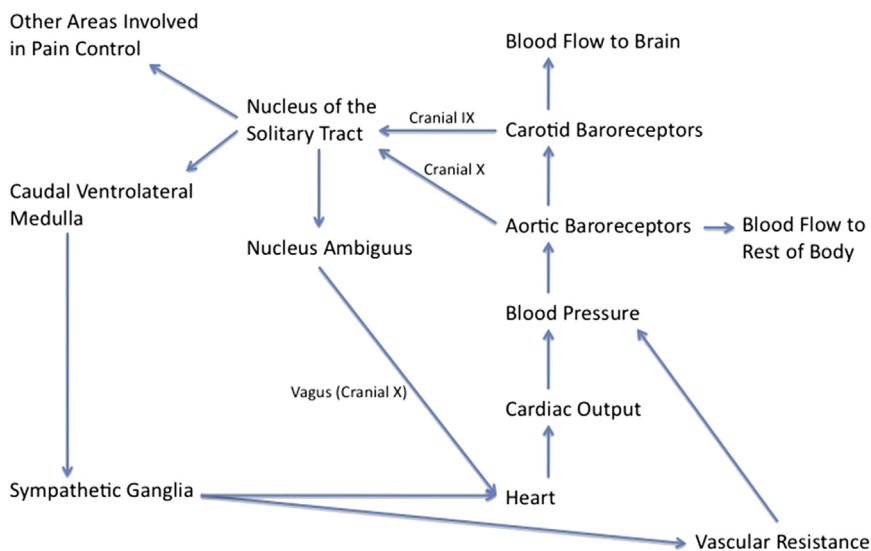 Other Areas Involved
in Pain Control
Blood Flow to Brain
Nucleus of the
Solitary Tract
Cranial IX
Carotid Baroreceptors
Cranial X
Caudal Ventrolateral
Medulla
Aortic Baroreceptors
Blood Flow to
Rest of Body
Nucleus Ambiguus
Blood Pressure
Vagus (Cranial X)
Cardiac Output
Sympathetic Ganglia
Heart
Vascular Resistance